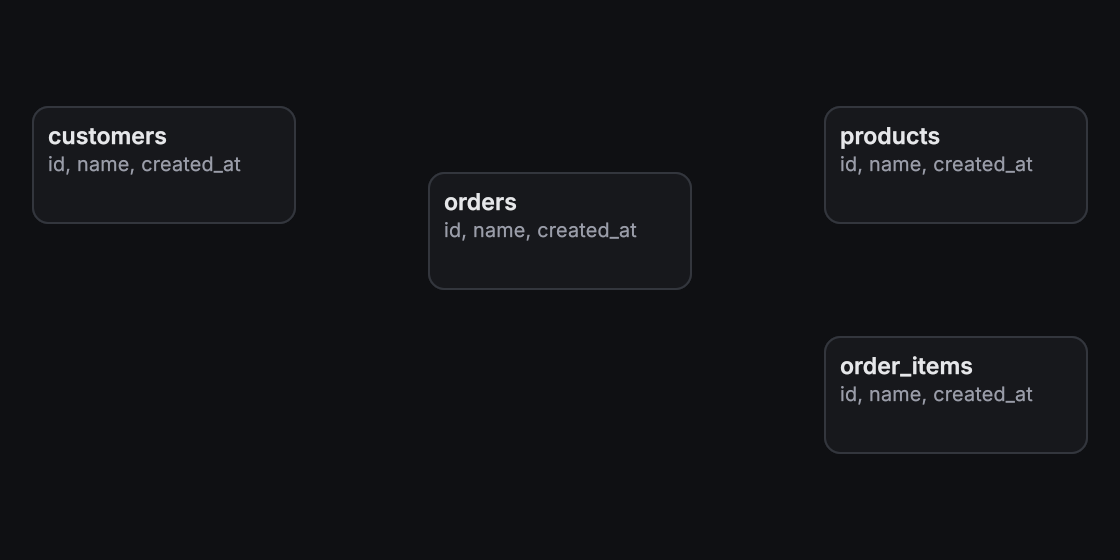 customers
id, name, created_at
orders
id, name, created_at
products
id, name, created_at
order_items
id, name, created_at